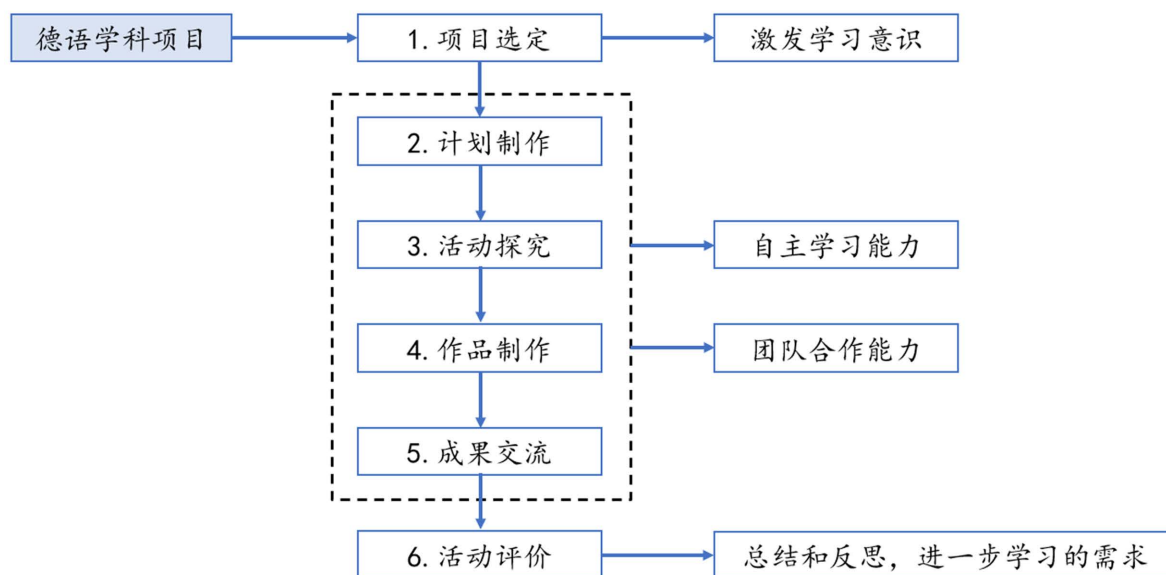 德语学科项目
1.项目选定
激发学习意识
2.计划制作
3.活动探究
自主学习能力
4.作品制作
团队合作能力
5.成果交流
6.活动评价
总结和反思，进一步学习的需求